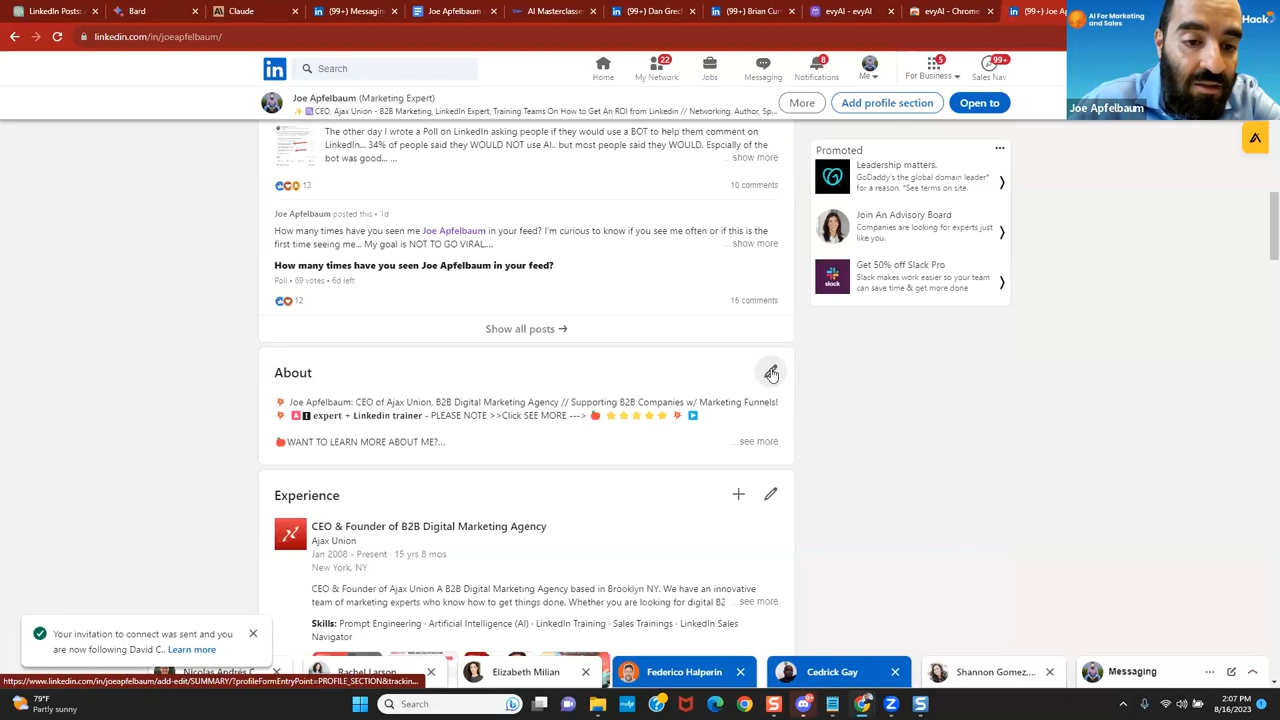 Batw
Bard
Claude
(99+) Messagin
Joe Apfelbaum
AI Masterclass
(99+) Dan Grec
(99+) Brian Cu
evyAI - AI
evyAI - Chrome
(99+) Joe Ap
linkedin.com/in/joeapfelbaum/
AI For Marketing
and Sales
Hack
Joe Apfelbaum
in
Search
22
8
5
99+
Home
My Network
Jobs
Messaging
Notifications
Me
For Business
Sales Nav
Joe Apfelbaum (Marketing Expert)
CEO, Ajax Union - B2B Marketing, LinkedIn Expert, Training Teams On How to Get An ROI from Linkedin // Networking, Author, Sp...
More
Add profile section
Open to
The other day I wrote a Poll on LinkedIn asking people if they would use a BOT to help them comment on
LinkedIn... 34% of people said they WOULD NOT use it, but most people said they WOULD. Especially if the
bot was good... ...
show more
12
10 comments
Joe Apfelbaum posted this • 1d
How many times have you seen me Joe Apfelbaum in your feed? I'm curious to know if you see me often or if this is the
first time seeing me... My goal is NOT TO GO VIRAL....
...show more
How many times have you seen Joe Apfelbaum in your feed?
Poll • 69 votes • 6d left
12
15 comments
Show all posts →
Promoted
Leadership matters.
GoDaddy's the global domain leader*
for a reason. *See terms on site.
Join An Advisory Board
Companies are looking for experts just
like you.
slack
Get 50% off Slack Pro
Slack makes work easier so your team
can save time & get more done
About
Joe Apfelbaum: CEO of Ajax Union, B2B Digital Marketing Agency // Supporting B2B Companies w/ Marketing Funnels!
AI expert + Linkedin trainer - PLEASE NOTE >>Click SEE MORE --->
WANT TO LEARN MORE ABOUT ME?...
...see more
Experience
CEO & Founder of B2B Digital Marketing Agency
Ajax Union
Jan 2008 - Present · 15 yrs 8 mos
New York, NY
CEO & Founder of Ajax Union A B2B Digital Marketing Agency based in Brooklyn NY. We have an innovative
team of marketing experts who know how to get things done. Whether you are looking for digital B2
...see more
Skills: Prompt Engineering · Artificial Intelligence (AI) · LinkedIn Training · Sales Trainings · LinkedIn Sales
Navigator
Your invitation to connect was sent and you
are now following David C.. Learn more
Nicolas Andrés C
Rachel Larson
Elizabeth Milian
Federico Halperin
Cedrick Gay
Shannon Gomez,...
Messaging
https://www.linkedin.com/in/joeapfelbaum/add-edit/SUMMARY/?profileFormEntryPoint=PROFILE_SECTION&trackin...
79°F
Partly sunny
Search
2:07 PM
8/16/2023